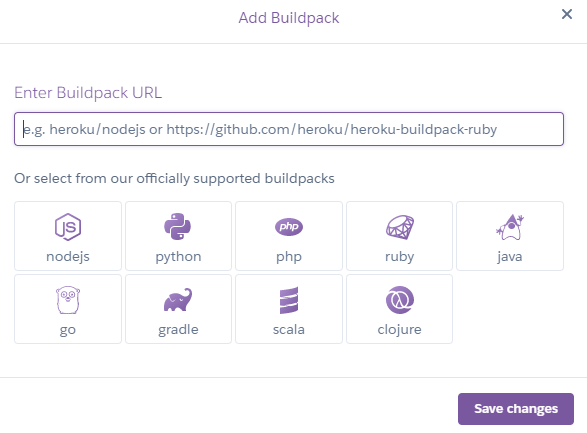 Add Buildpack
×
Enter Buildpack URL
e.g. heroku/nodejs or https://github.com/heroku/heroku-buildpack-ruby
Or select from our officially supported buildpacks
JS
php
nodejs
python
php
ruby
java
go
gradle
scala
clojure
Save changes